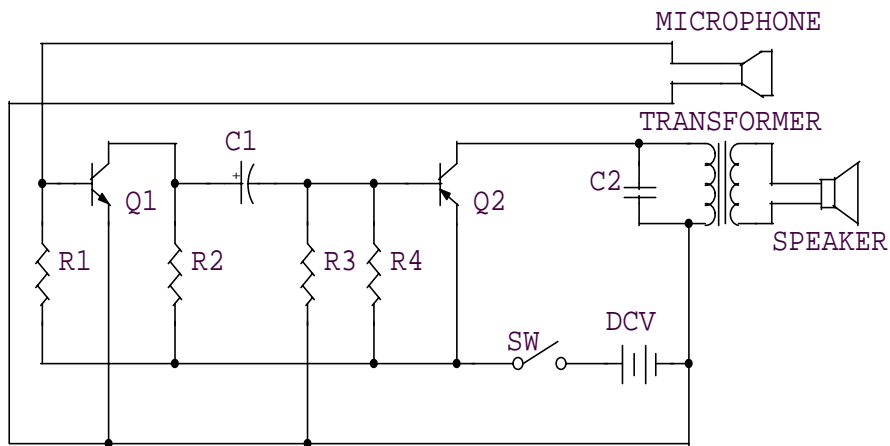 MICROPHONE
TRANSFORMER
C1
+
Q1
Q2
C2
R1
R2
R3
R4
SPEAKER
SW
DCV